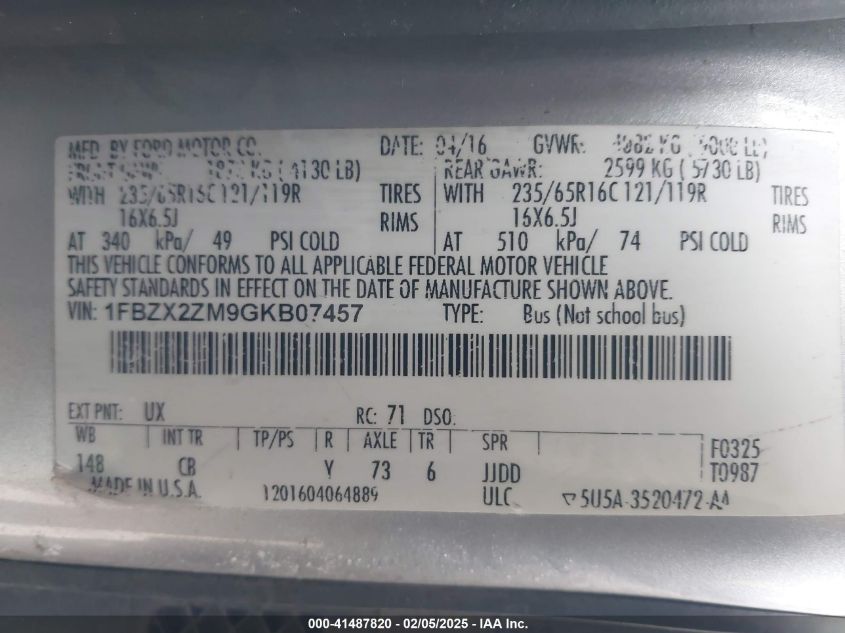 MFD. BY FORD MOTOR CO. DATE: 04/16 GVWR: LB)
KG (4130 LB) REAR GAWR: 2599 KG (5730 LB)
WITH 235/65R16C 121/119R TIRES WITH 235/65R16C 121/119R TIRES
16X6.5J RIMS 16X6.5J RIMS
AT 340 kPa/ 49 PSI COLD AT 510 kPa/ 74 PSI COLD
THIS VEHICLE CONFORMS TO ALL APPLICABLE FEDERAL MOTOR VEHICLE
SAFETY STANDARDS IN EFFECT ON THE DATE OF MANUFACTURE SHOWN ABOVE.
VIN: 1FBZX2ZM9GKB07457 TYPE: Bus (Not school bus)
EXT PNT: UX RC: 71 DSO:
WB INT TR TP/PS R AXLE TR SPR F0325
148 CB Y 73 6 JJDD T0987
MADE IN U.S.A. 1201604064889 ULC 5U5A-3520472-AA
000-41487820 - 02/05/2025 - IAA Inc.